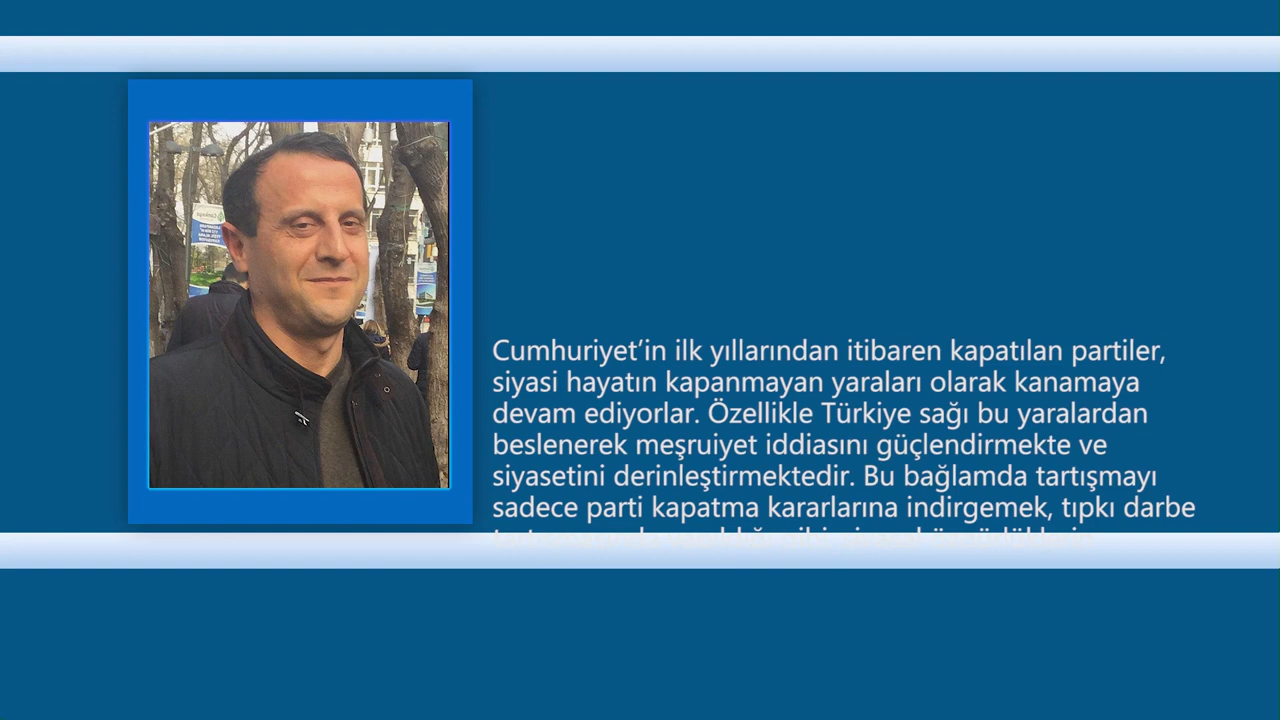 Cumhuriyet’in ilk yıllarından itibaren kapatılan partiler,
siyasi hayatın kapanmayan yaraları olarak kanamaya
devam ediyorlar. Özellikle Türkiye sağı bu yaralardan
beslenerek meşruiyet iddiasını güçlendirmekte ve
siyasetini derinleştirmektedir. Bu bağlamda tartışmayı
sadece parti kapatma kararlarına indirgemek, tıpkı darbe